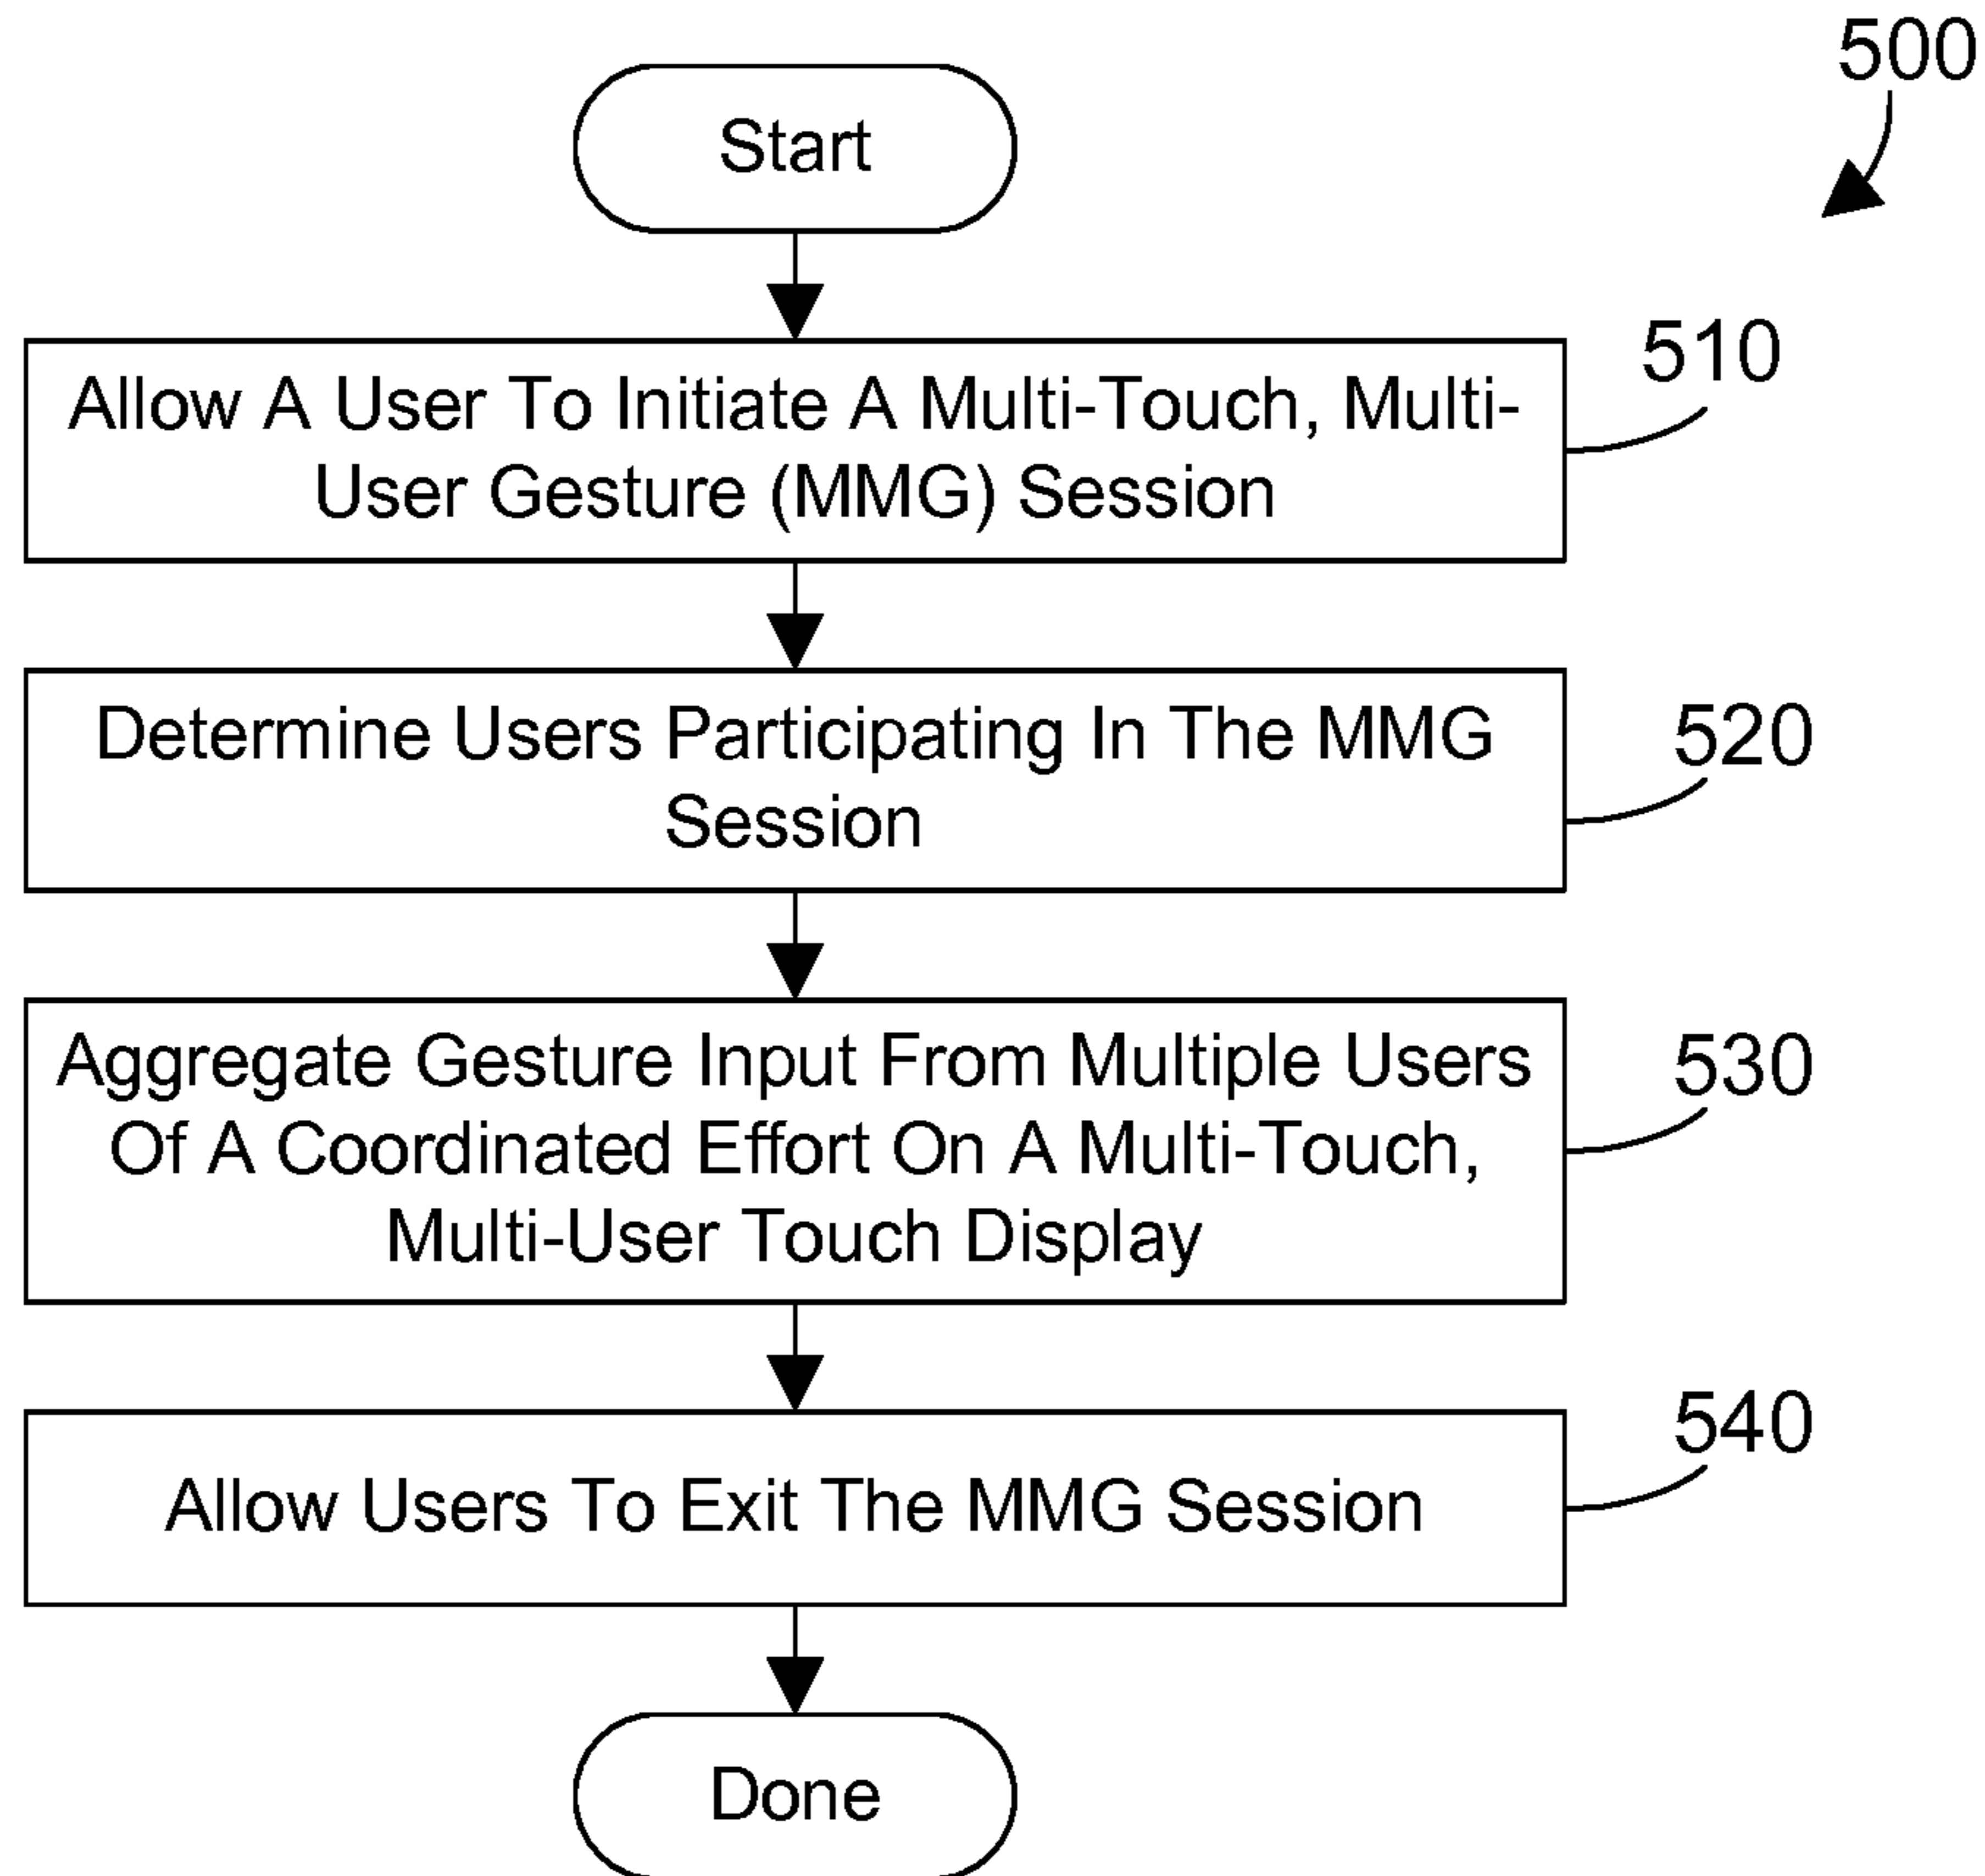 500
Start
510
Allow A User To Initiate A Multi-Touch, Multi-
User Gesture (MMG) Session
520
Determine Users Participating In The MMG
Session
530
Aggregate Gesture Input From Multiple Users
Of A Coordinated Effort On A Multi-Touch,
Multi-User Touch Display
540
Allow Users To Exit The MMG Session
Done